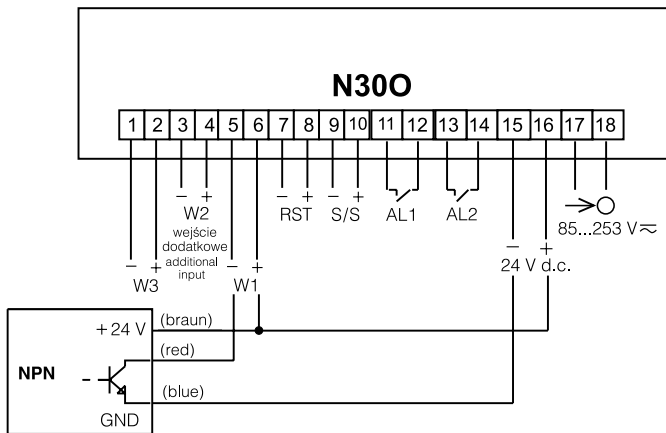 N30O
1 2 3 4 5 6 7 8 9 10 11 12 13 14 15 16 17 18
− + − + − +
W2 RST S/S AL1 AL2
85...253 V ≂
wejście
dodatkowe
additional
input
− + − + − +
W3 W1 24 V d.c.
+24 V (braun)
(red)
NPN
(blue)
GND